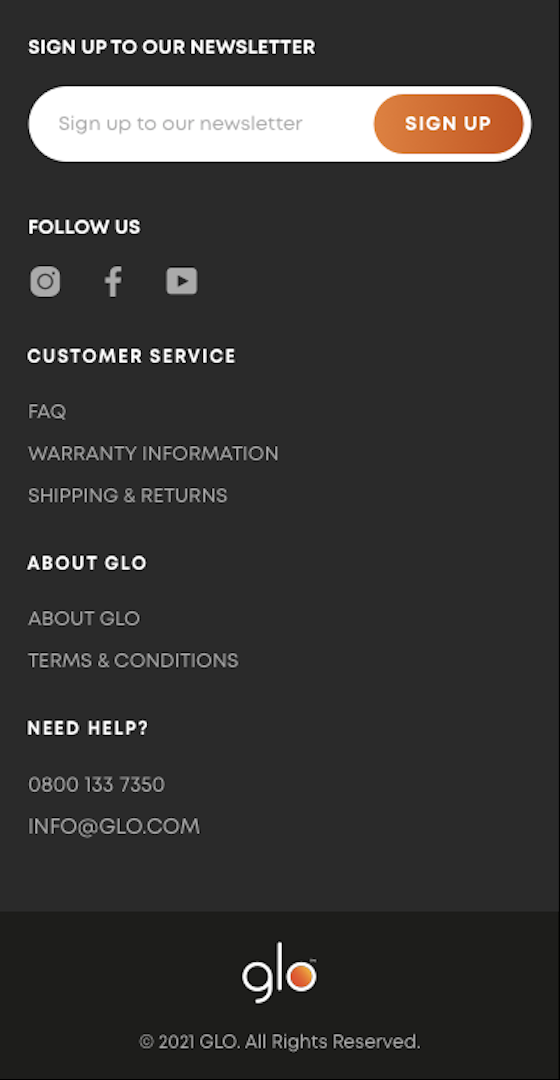 SIGN UP TO OUR NEWSLETTER
Sign up to our newsletter
SIGN UP
FOLLOW US
CUSTOMER SERVICE
FAQ
WARRANTY INFORMATION
SHIPPING & RETURNS
ABOUT GLO
ABOUT GLO
TERMS & CONDITIONS
NEED HELP?
0800 133 7350
INFO@GLO.COM
glo™
© 2021 GLO. All Rights Reserved.